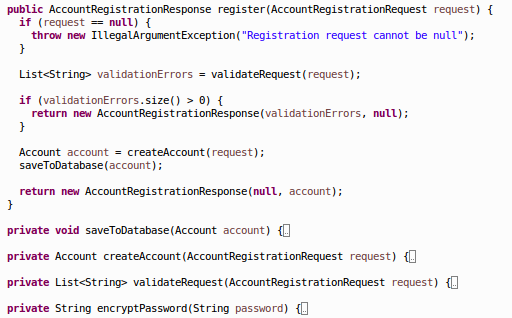 public AccountRegistrationResponse register(AccountRegistrationRequest request) {
  if (request == null) {
    throw new IllegalArgumentException("Registration request cannot be null");
  }

  List<String> validationErrors = validateRequest(request);

  if (validationErrors.size() > 0) {
    return new AccountRegistrationResponse(validationErrors, null);
  }

  Account account = createAccount(request);
  saveToDatabase(account);

  return new AccountRegistrationResponse(null, account);
}

private void saveToDatabase(Account account) {..

private Account createAccount(AccountRegistrationRequest request) {..

private List<String> validateRequest(AccountRegistrationRequest request) {..

private String encryptPassword(String password) {..